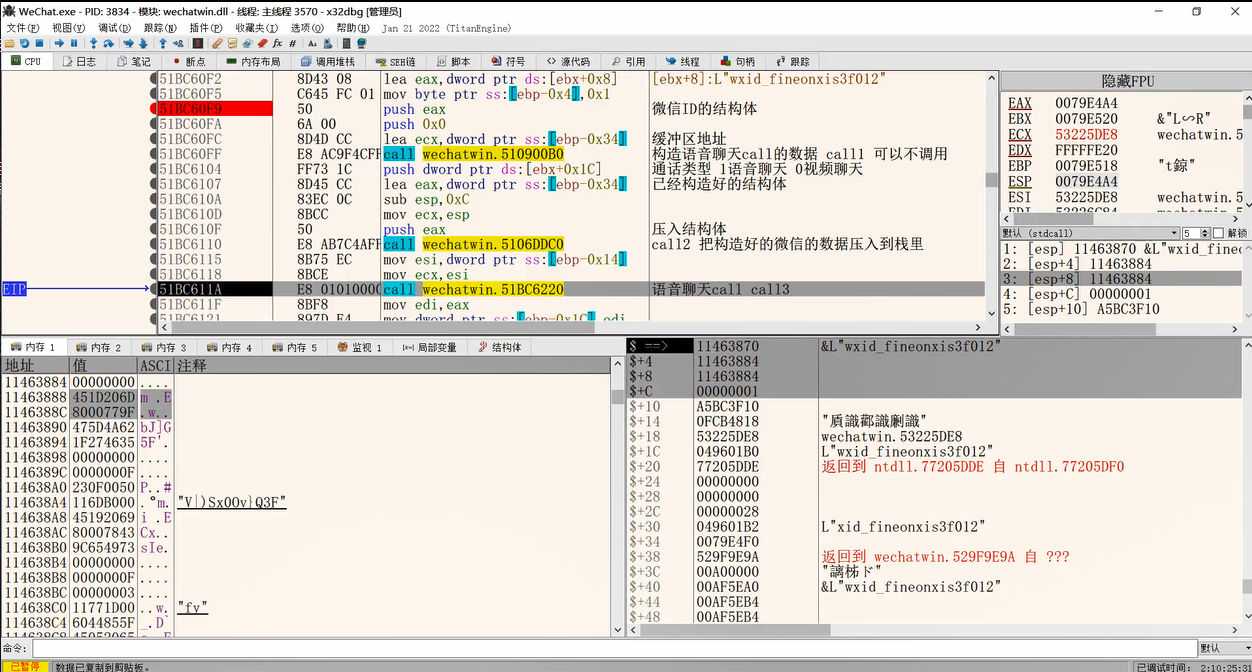 WeChat.exe - PID: 3834 - 模块: wechatwin.dll - 线程: 主线程 3570 - x32dbg [管理员]
文件(F) 视图(V) 调试(D) 跟踪(N) 插件(P) 收藏夹(I) 选项(O) 帮助(H) Jan 21 2022 (TitanEngine)
CPU 日志 笔记 断点 内存布局 调用堆栈 SEH链 脚本 符号 源代码 引用 线程 句柄 跟踪
51BC60F2 8D43 08 lea eax,dword ptr ds:[ebx+0x8] [ebx+8]:L"wxid_fineonxis3f012"
51BC60F5 C645 FC 01 mov byte ptr ss:[ebp-0x4],0x1
51BC60F9 50 push eax 微信ID的结构体
51BC60FA 6A 00 push 0x0
51BC60FC 8D4D CC lea ecx,dword ptr ss:[ebp-0x34] 缓冲区地址
51BC60FF E8 AC9F4CFF call wechatwin.510900B0 构造语音聊天call的数据 call1 可以不调用
51BC6104 FF73 1C push dword ptr ds:[ebx+0x1C] 通话类型 1语音聊天 0视频聊天
51BC6107 8D45 CC lea eax,dword ptr ss:[ebp-0x34] 已经构造好的结构体
51BC610A 83EC 0C sub esp,0xC
51BC610D 8BCC mov ecx,esp
51BC610F 50 push eax 压入结构体
51BC6110 E8 AB7C4AFF call wechatwin.5106DDC0 call2 把构造好的微信的数据压入到栈里
51BC6115 8B75 EC mov esi,dword ptr ss:[ebp-0x14]
51BC6118 8BCE mov ecx,esi
EIP 51BC611A E8 01010000 call wechatwin.51BC6220 语音聊天call call3
51BC611F 8BF8 mov edi,eax
51BC6121 897D E4 mov dword ptr ss:[ebp-0x1C],edi
隐藏FPU
EAX 0079E4A4
EBX 0079E520 &"L∽R"
ECX 53225DE8 wechatwin.5
EDX FFFFFE20
EBP 0079E518 "t錼"
ESP 0079E4A4
ESI 53225DE8 wechatwin.5
默认 (stdcall) 5 解锁
1: [esp] 11463870 &L"wxid_fineo
2: [esp+4] 11463884
3: [esp+8] 11463884
4: [esp+C] 00000001
5: [esp+10] A5BC3F10
内存 1 内存 2 内存 3 内存 4 内存 5 监视 1 局部变量 结构体
地址 值 ASCI 注释
11463884 00000000 ....
11463888 451D206D m .E
1146388C 8000779F .w..
11463890 475D4A62 bJ]G
11463894 1F274635 5F'.
11463898 00000000 ....
1146389C 0000000F ....
114638A0 230F0050 P..#
114638A4 116DB000 .°m. "V|)SxOOv}Q3F"
114638A8 45192069 i .E
114638AC 80007843 Cx..
114638B0 9C654973 sIe.
114638B4 00000000 ....
114638B8 0000000F ....
114638BC 00000003 ....
114638C0 11771D00 ..w. "fv"
114638C4 6044855F _.D`
$ ==> 11463870 &L"wxid_fineonxis3f012"
$+4 11463884
$+8 11463884
$+C 00000001
$+10 A5BC3F10
$+14 0FCB4818
$+18 53225DE8 wechatwin.53225DE8
$+1C 049601B0 L"wxid_fineonxis3f012"
$+20 77205DDE 返回到 ntdll.77205DDE 自 ntdll.77205DF0
$+24 00000000
$+28 00000000
$+2C 00000028
$+30 049601B2 L"xid_fineonxis3f012"
$+34 0079E4F0
$+38 529F9E9A 返回到 wechatwin.529F9E9A 自 ???
$+3C 00A00000
$+40 00AF5EA0 &L"wxid_fineonxis3f012"
$+44 00AF5EB4
$+48 00AF5EB4
命令: 默认
已暂停 数据已复制到剪贴板。 已调试时间: 2:10:25:31